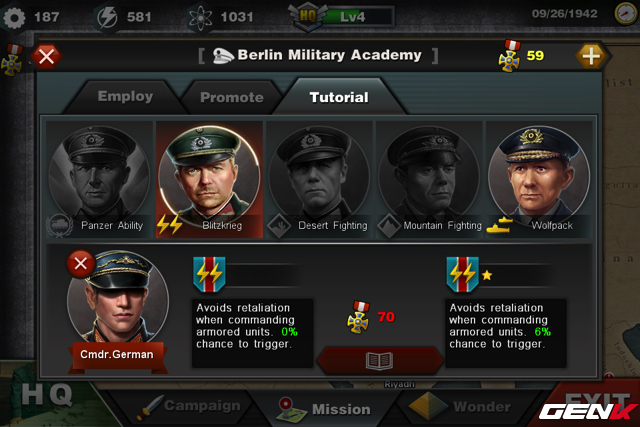 187
581
1031
HQ
Lv4
09/26/1942
[ Berlin Military Academy ]
59
Employ
Promote
Tutorial
Panzer Ability
Blitzkrieg
Desert Fighting
Mountain Fighting
Wolfpack
Cmdr.German
Avoids retaliation
when commanding
armored units. 0%
chance to trigger.
70
Avoids retaliation
when commanding
armored units. 6%
chance to trigger.
Riyadh
HQ
Campaign
Mission
Wonder
EXIT
GENK